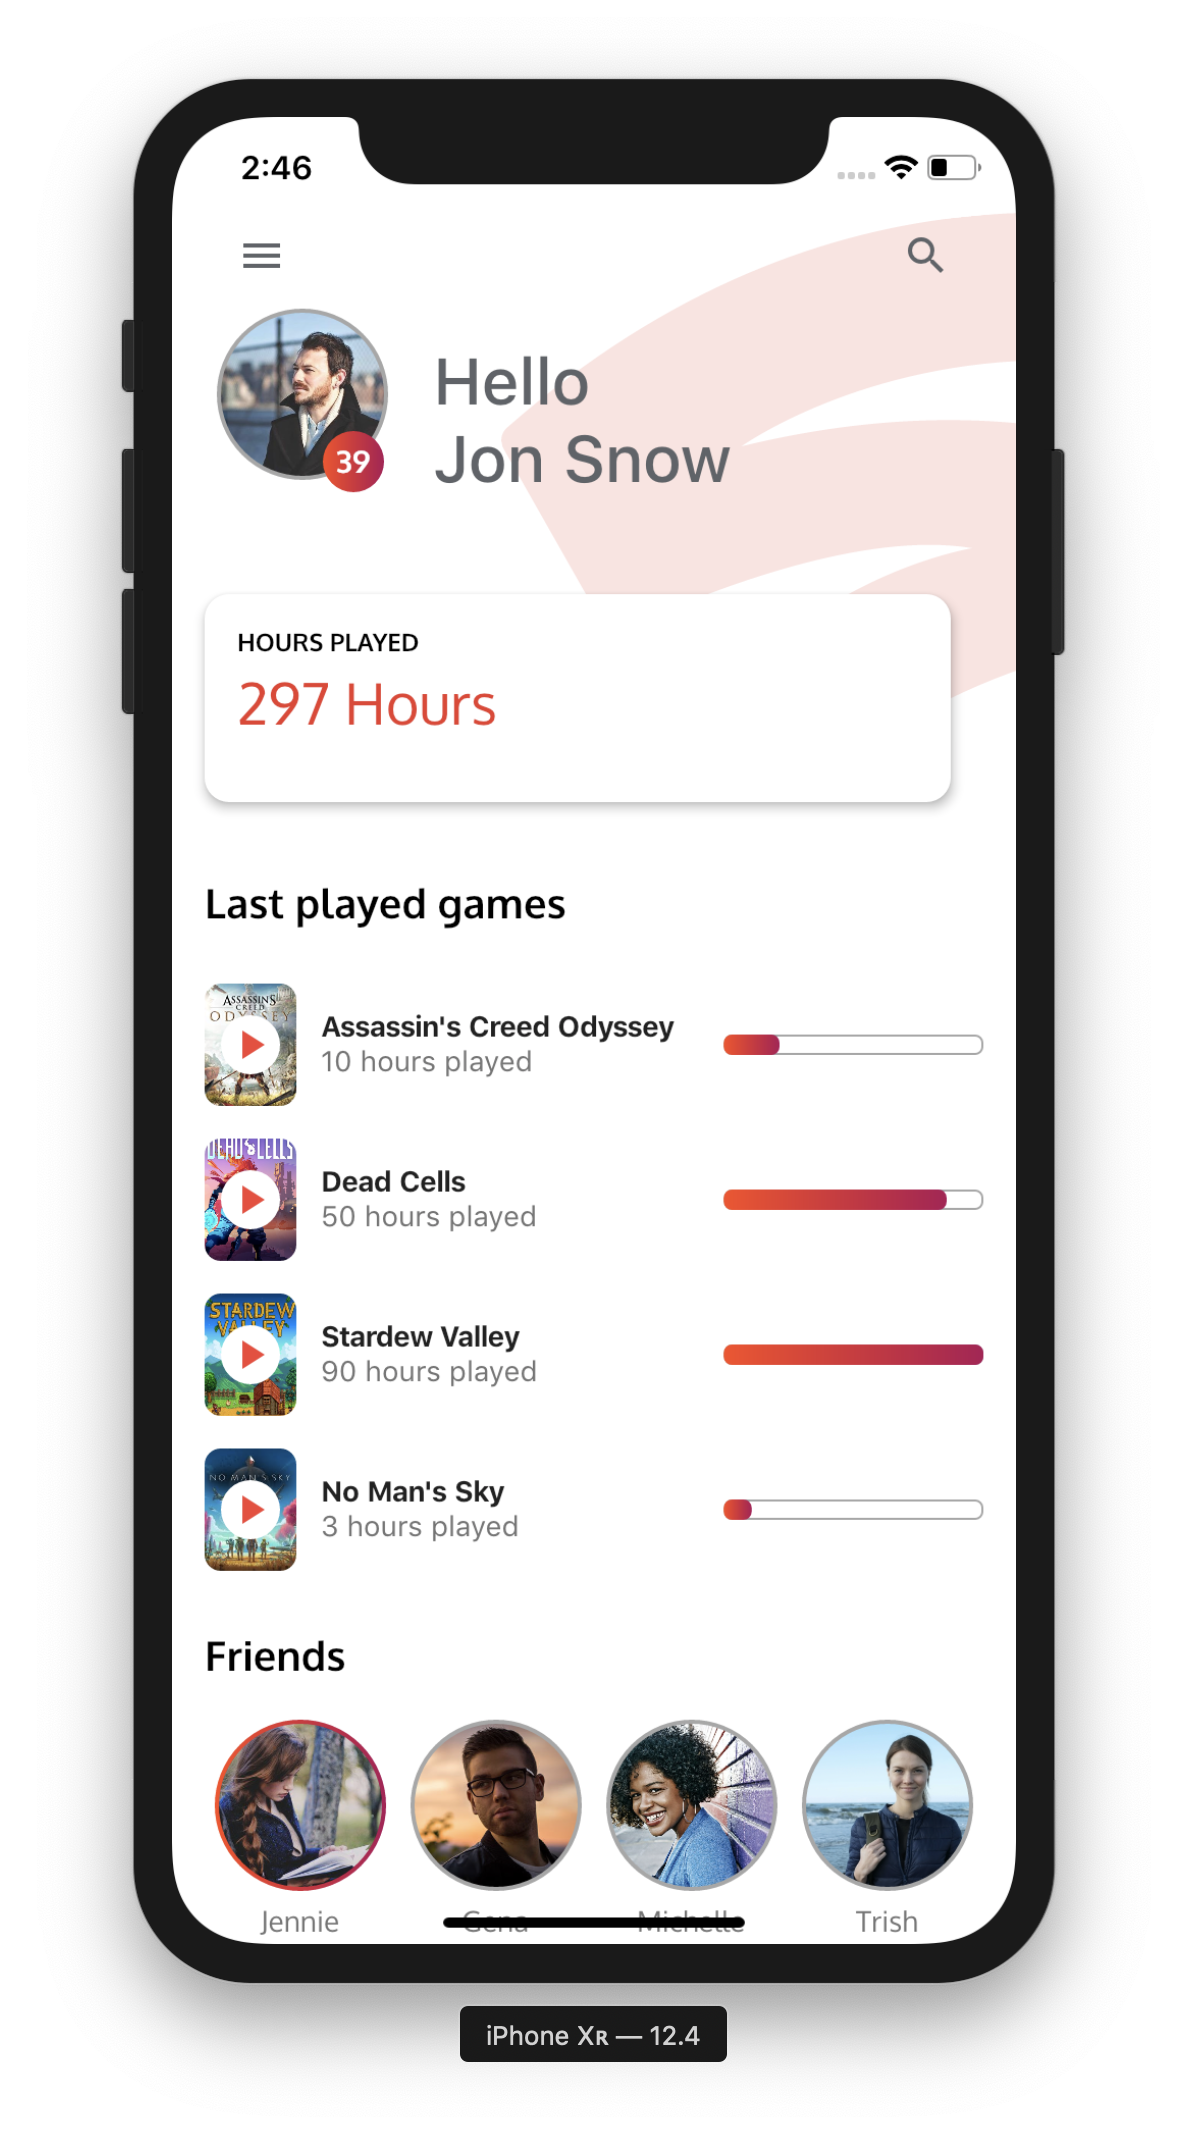 2:46
Hello
Jon Snow
39
HOURS PLAYED
297 Hours
Last played games
ASSASSIN'S
CREED
ODYSSEY
Assassin's Creed Odyssey
10 hours played
DEAD CELLS
Dead Cells
50 hours played
STARDEW
VALLEY
Stardew Valley
90 hours played
NO MAN'S SKY
No Man's Sky
3 hours played
Friends
Jennie
Gena
Michelle
Trish
iPhone XR — 12.4